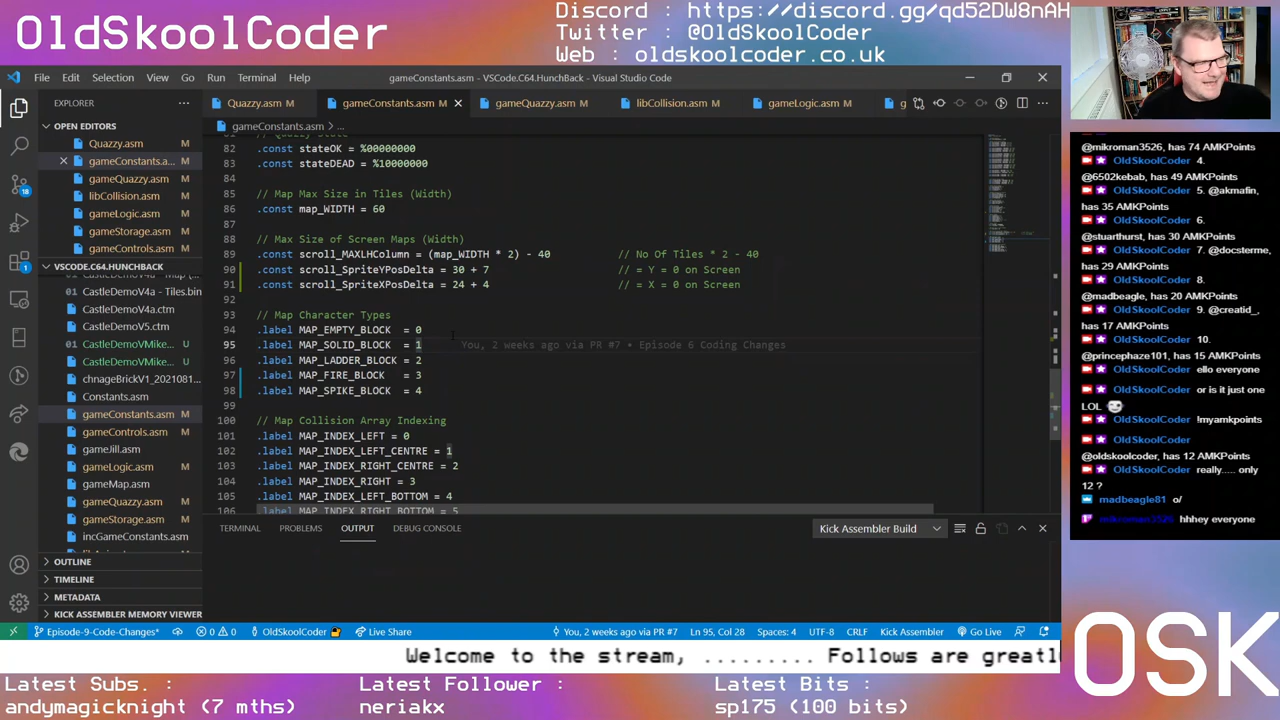 OldSkoolCoder
Discord : https://discord.gg/qd52DW8nAH
Twitter : @OldSkoolCoder
Web : oldskoolcoder.co.uk
File Edit Selection View Go Run Terminal Help
gameConstants.asm - VSCode.C64.HunchBack - Visual Studio Code
EXPLORER
Quazzy.asm M
gameConstants.asm M
gameQuazzy.asm M
libCollision.asm M
gameLogic.asm M
gameConstants.asm > ...
OPEN EDITORS
Quazzy.asm M
gameConstants.a... M
gameQuazzy.asm M
libCollision.asm M
gameLogic.asm M
gameStorage.asm M
gameControls.asm M
VSCODE.C64.HUNCHBACK
CastleDemoV4a - Tiles.bin
CastleDemoV4a.ctm
CastleDemoV5.ctm
CastleDemoVMike... U
CastleDemoVMike... U
chnageBrickV1_2021081...
Constants.asm
gameConstants.asm M
gameControls.asm M
gameJill.asm M
gameLogic.asm M
gameMap.asm M
gameQuazzy.asm M
gameStorage.asm M
incGameConstants.asm
OUTLINE
TIMELINE
METADATA
KICK ASSEMBLER MEMORY VIEWER
82 .const stateOK = %00000000
83 .const stateDEAD = %10000000
84
85 // Map Max Size in Tiles (Width)
86 .const map_WIDTH = 60
87
88 // Max Size of Screen Maps (Width)
89 .const scroll_MAXLHColumn = (map_WIDTH * 2) - 40 // No Of Tiles * 2 - 40
90 .const scroll_SpriteYPosDelta = 30 + 7 // = Y = 0 on Screen
91 .const scroll_SpriteXPosDelta = 24 + 4 // = X = 0 on Screen
92
93 // Map Character Types
94 .label MAP_EMPTY_BLOCK = 0
95 .label MAP_SOLID_BLOCK = 1 You, 2 weeks ago via PR #7 • Episode 6 Coding Changes
96 .label MAP_LADDER_BLOCK = 2
97 .label MAP_FIRE_BLOCK = 3
98 .label MAP_SPIKE_BLOCK = 4
99
100 // Map Collision Array Indexing
101 .label MAP_INDEX_LEFT = 0
102 .label MAP_INDEX_LEFT_CENTRE = 1
103 .label MAP_INDEX_RIGHT_CENTRE = 2
104 .label MAP_INDEX_RIGHT = 3
105 .label MAP_INDEX_LEFT_BOTTOM = 4
106 .label MAP_INDEX_RIGHT_BOTTOM = 5
TERMINAL PROBLEMS OUTPUT DEBUG CONSOLE
Kick Assembler Build
Episode-9-Code-Changes* 0 0 OldSkoolCoder Live Share
You, 2 weeks ago via PR #7 Ln 95, Col 28 Spaces: 4 UTF-8 CRLF Kick Assembler Go Live
@mikroman3526, has 74 AMKPoints
OldSkoolCoder 4.
@6502kebab, has 49 AMKPoints
OldSkoolCoder 5. @akmafin,
has 35 AMKPoints
OldSkoolCoder 6.
@stuarthurst, has 30 AMKPoints
OldSkoolCoder 7. @docsterme,
has 29 AMKPoints
OldSkoolCoder 8.
@madbeagle, has 20 AMKPoints
OldSkoolCoder 9. @creatid_,
has 17 AMKPoints
OldSkoolCoder 10.
@princephaze101, has 15 AMKPoints
OldSkoolCoder ello everyone
OldSkoolCoder or is it just one
LOL
OldSkoolCoder !myamkpoints
OldSkoolCoder
@oldskoolcoder, has 12 AMKPoints
OldSkoolCoder really..... only
12 ?
madbeagle81 o/
mikroman3526 hhhey everyone
OSK
Welcome to the stream, ......... Follows are greatl
Latest Subs. :
andymagicknight (7 mths)
Latest Follower :
neriakx
Latest Bits :
sp175 (100 bits)